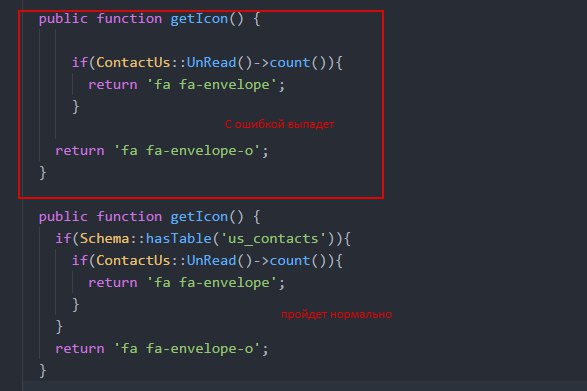 public function getIcon() {
if(ContactUs::UnRead()->count()){
return 'fa fa-envelope';
}
С ошибкой выпадет
return 'fa fa-envelope-o';
}
public function getIcon() {
if(Schema::hasTable('us_contacts')){
if(ContactUs::UnRead()->count()){
return 'fa fa-envelope';
}
}
пройдет нормально
return 'fa fa-envelope-o';
}